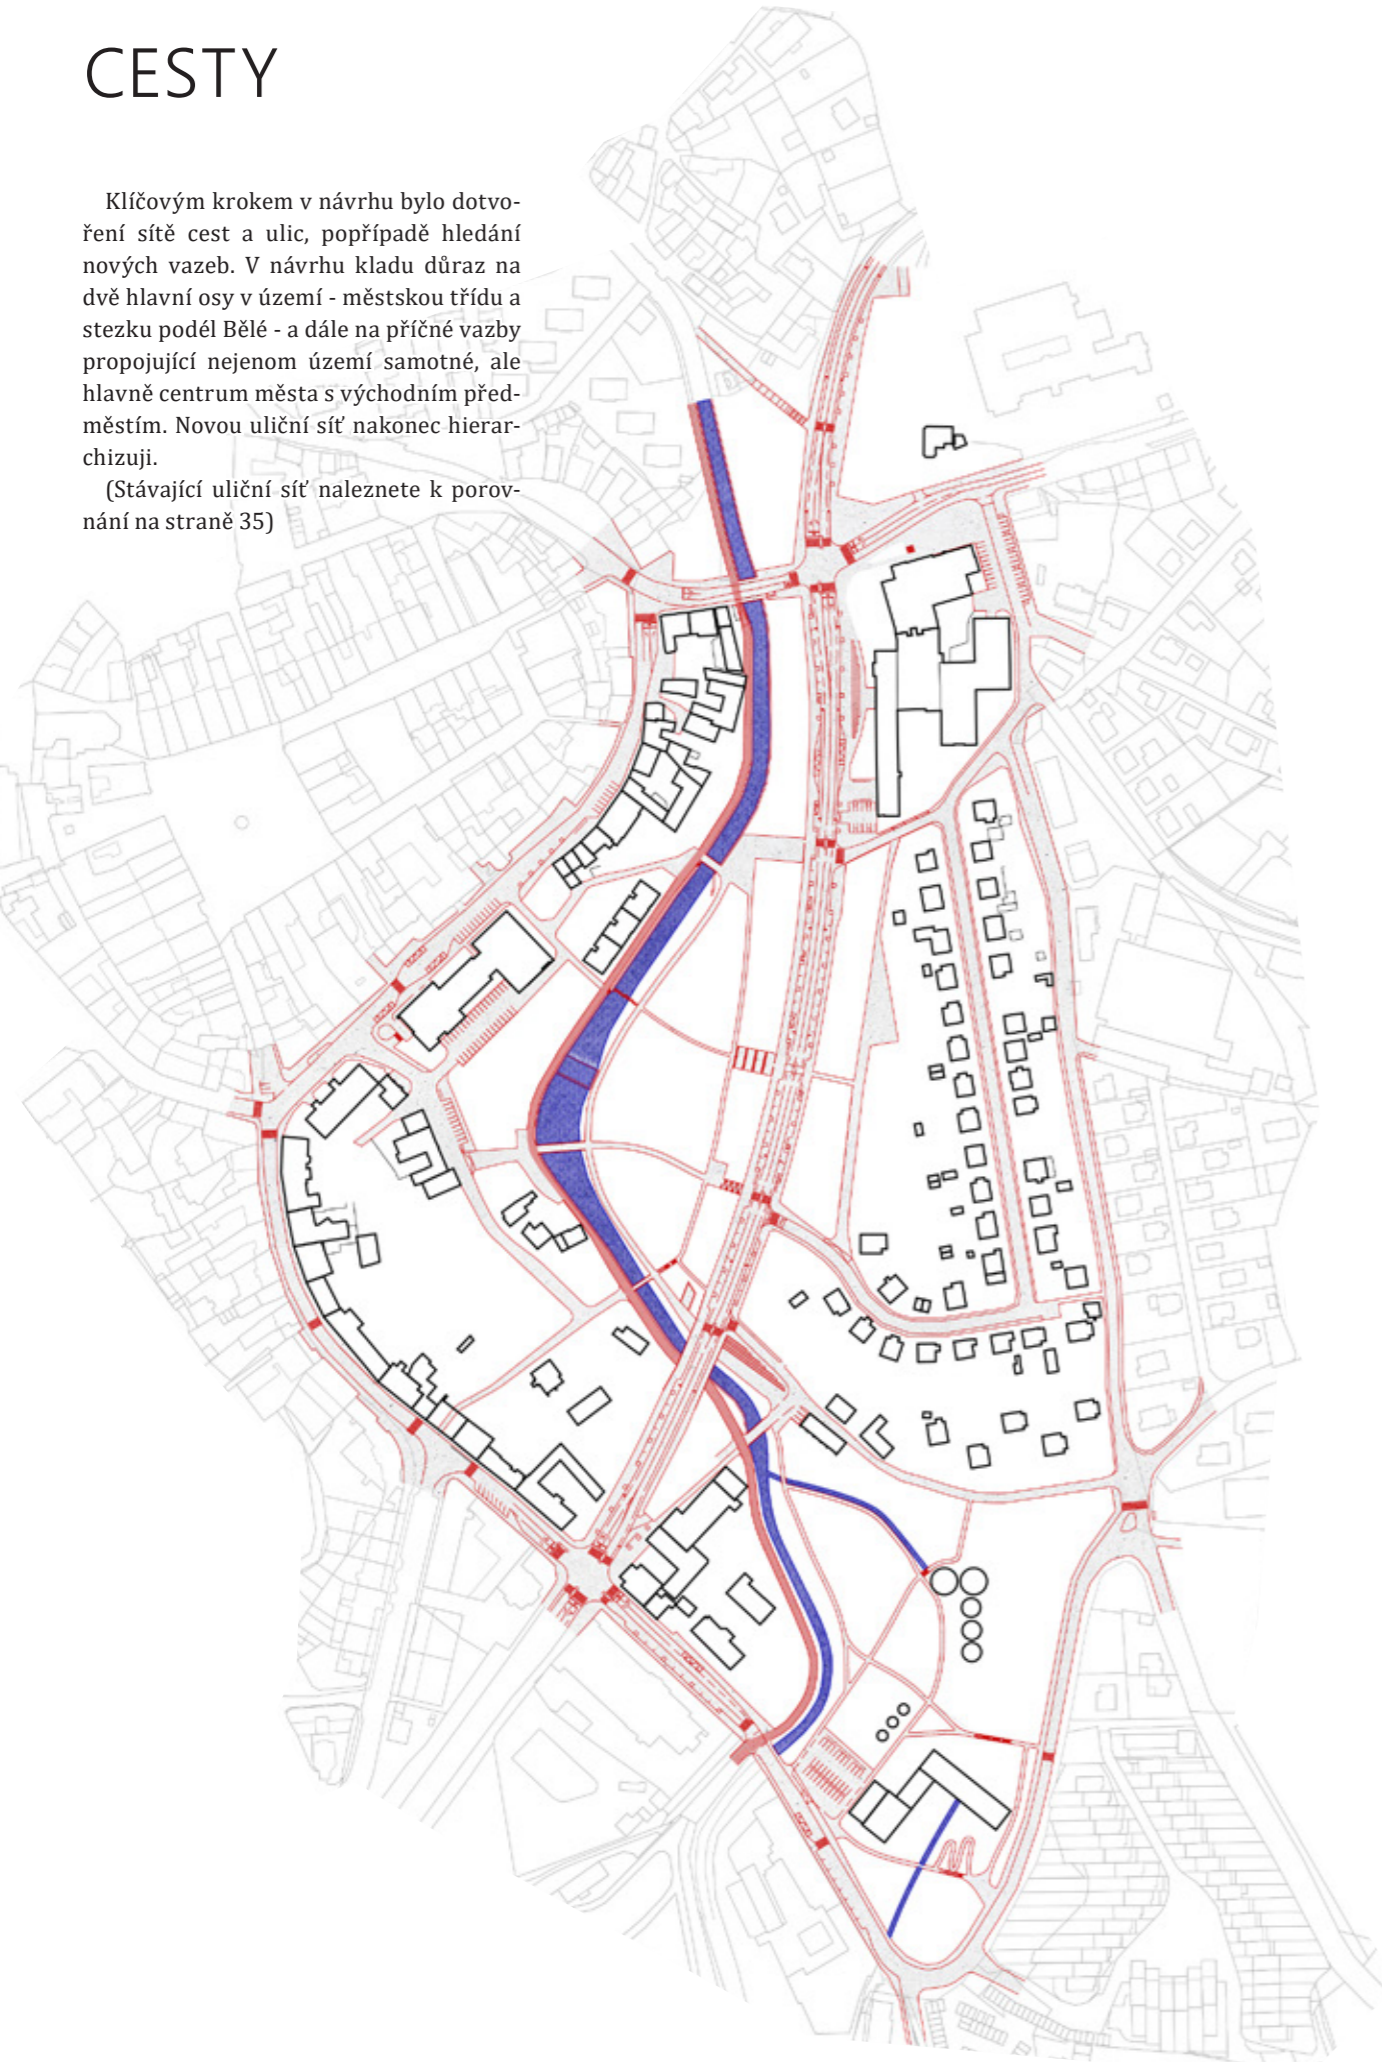 CESTY
Klíčovým krokem v návrhu bylo dotvo-
ření sítě cest a ulic, popřípadě hledání
nových vazeb. V návrhu kladu důraz na
dvě hlavní osy v území - městskou třídu a
stezku podél Bělé - a dále na příčné vazby
propojující nejenom území samotné, ale
hlavně centrum města s východním před-
městím. Novou uliční síť nakonec hierar-
chizuji.
(Stávající uliční síť naleznete k porov-
nání na straně 35)